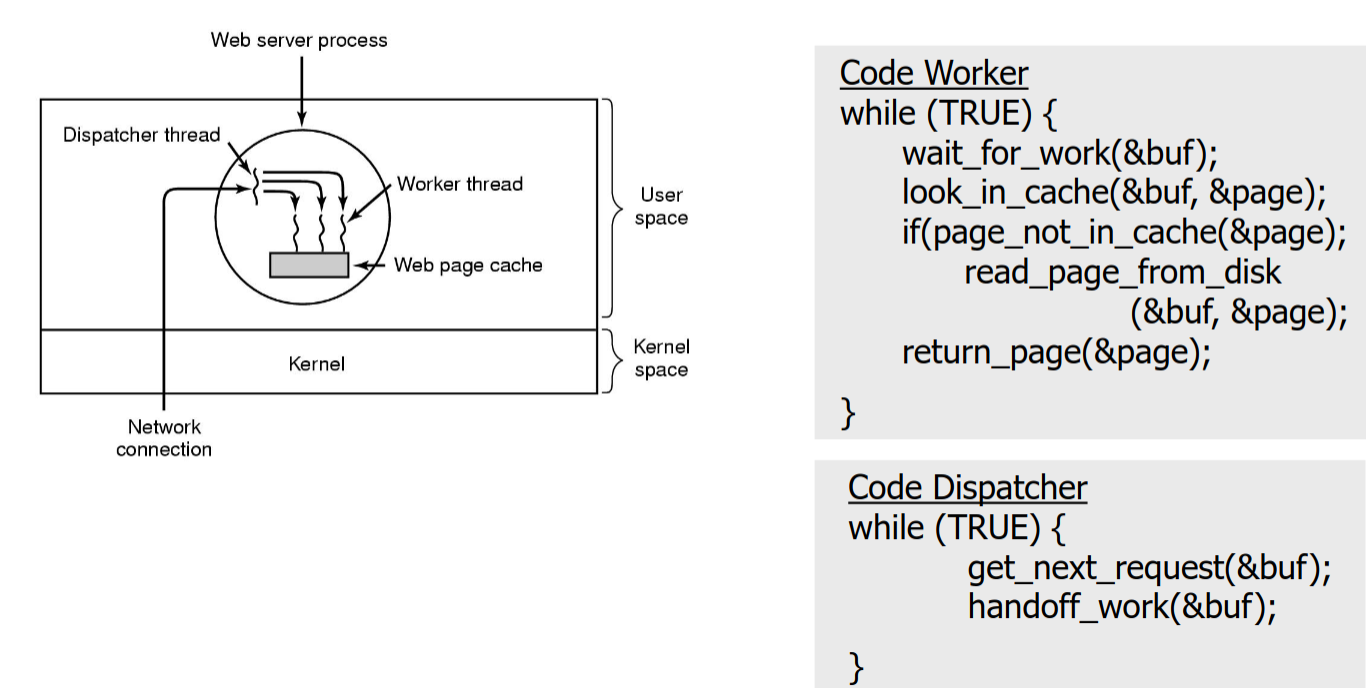 Web server process
Dispatcher thread
Worker thread
User
space
Web page cache
Kernel
Kernel
space
Network
connection
Code Worker
while (TRUE) {
wait_for_work(&buf);
look_in_cache(&buf, &page);
if(page_not_in_cache(&page);
read_page_from_disk
(&buf, &page);
return_page(&page);
}
Code Dispatcher
while (TRUE) {
get_next_request(&buf);
handoff_work(&buf);
}